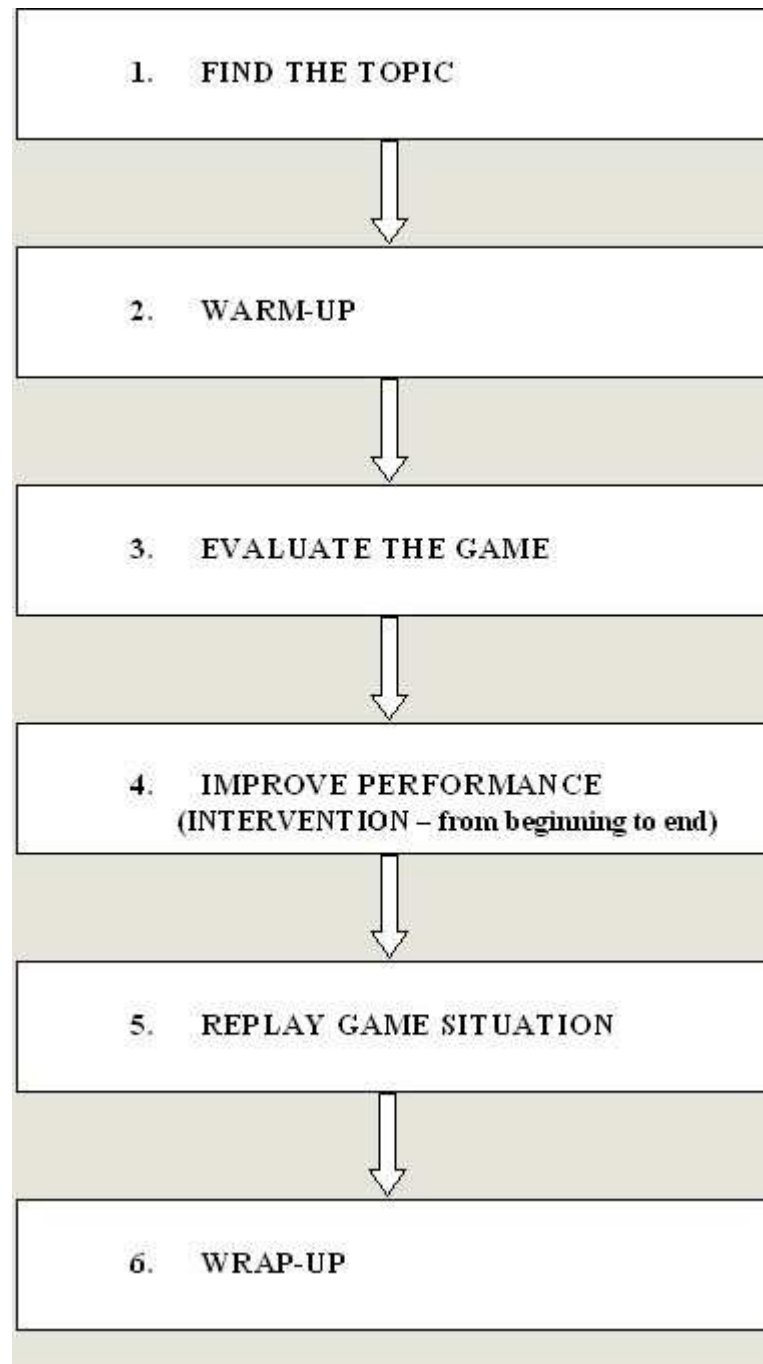 1. FIND THE TOPIC
2. WARM-UP
3. EVALUATE THE GAME
4. IMPROVE PERFORMANCE
(INTERVENTION – from beginning to end)
5. REPLAY GAME SITUATION
6. WRAP-UP